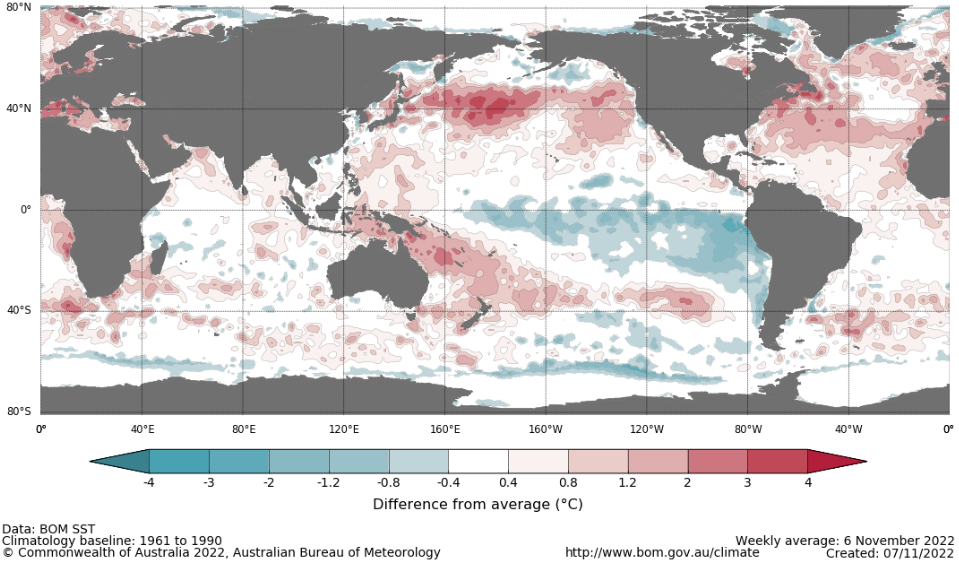 80°N
40°N
0°
40°S
80°S
0° 40°E 80°E 120°E 160°E 160°W 120°W 80°W 40°W 0°
-4 -3 -2 -1.2 -0.8 -0.4 0.4 0.8 1.2 2 3 4
Difference from average (°C)
Data: BOM SST
Climatology baseline: 1961 to 1990 Weekly average: 6 November 2022
© Commonwealth of Australia 2022, Australian Bureau of Meteorology http://www.bom.gov.au/climate Created: 07/11/2022